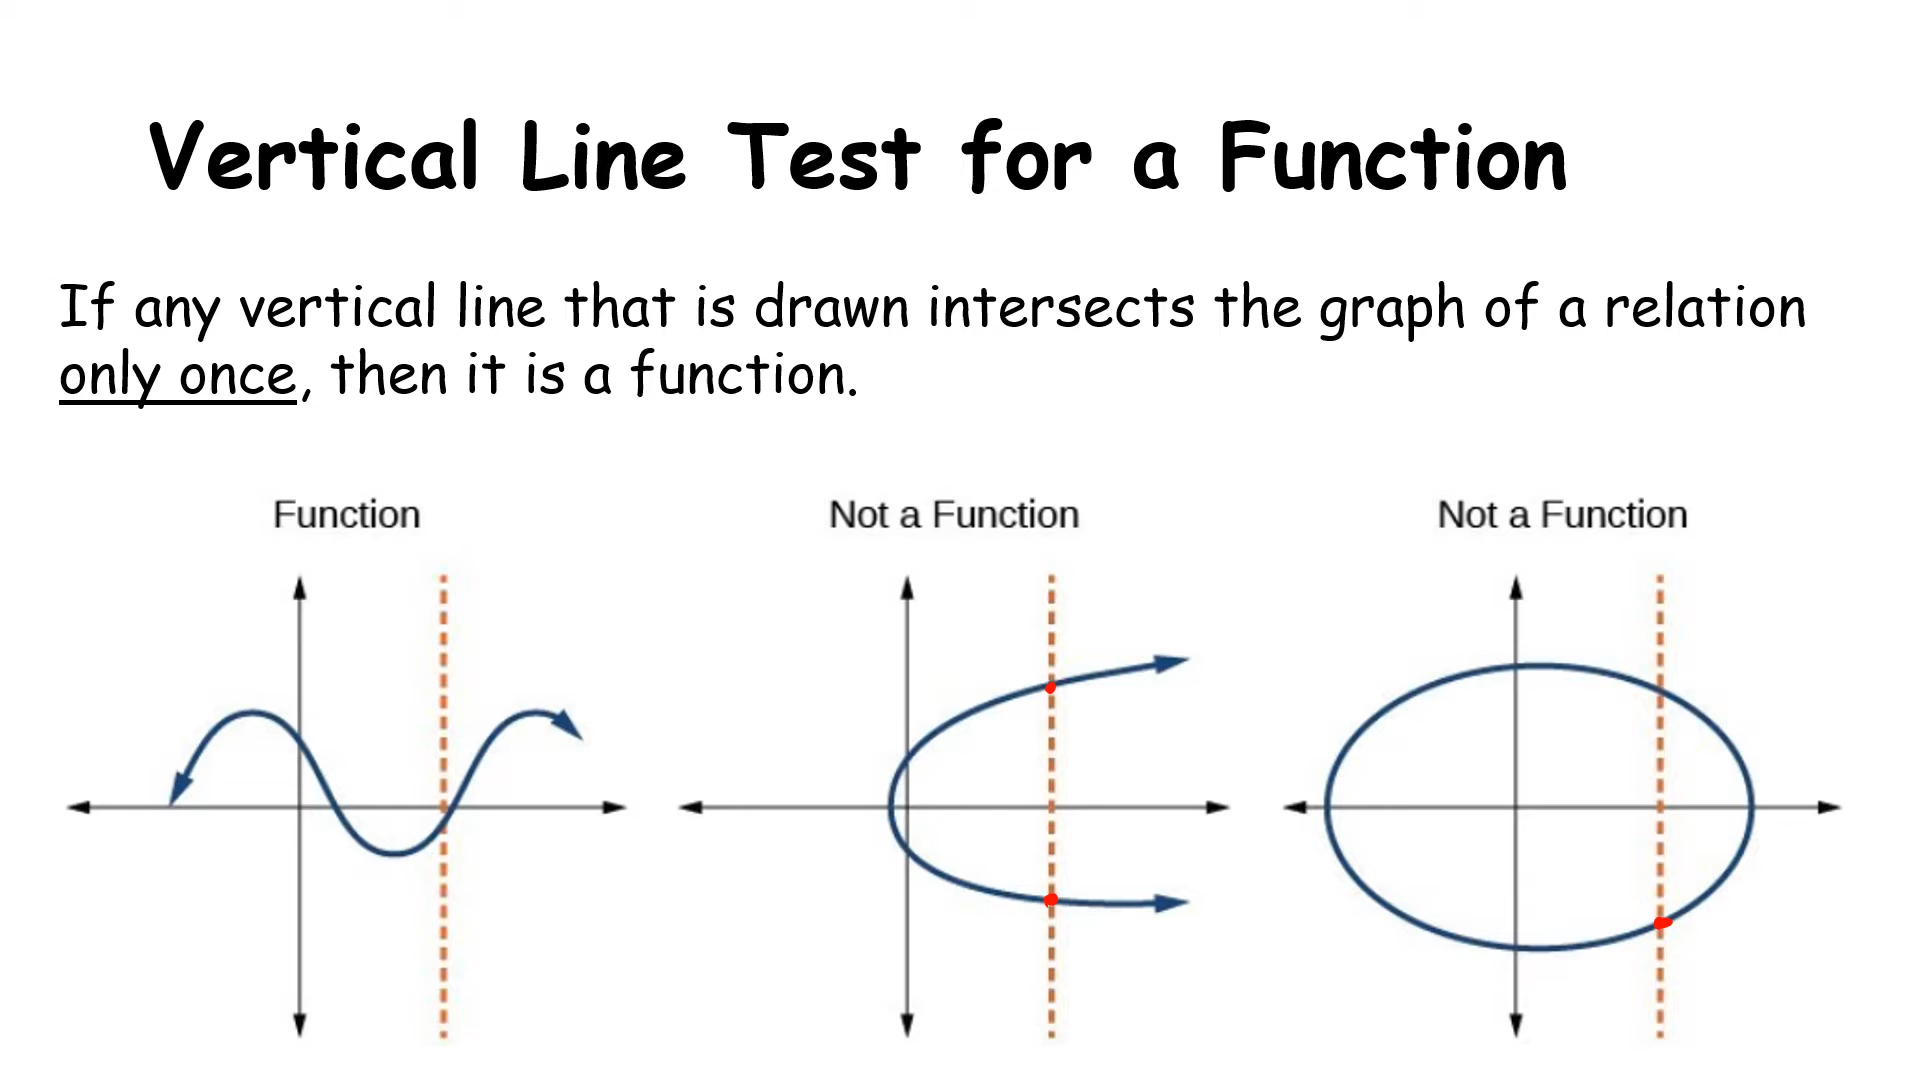 Vertical Line Test for a Function
If any vertical line that is drawn intersects the graph of a relation
only once, then it is a function.
Function
Not a Function
Not a Function